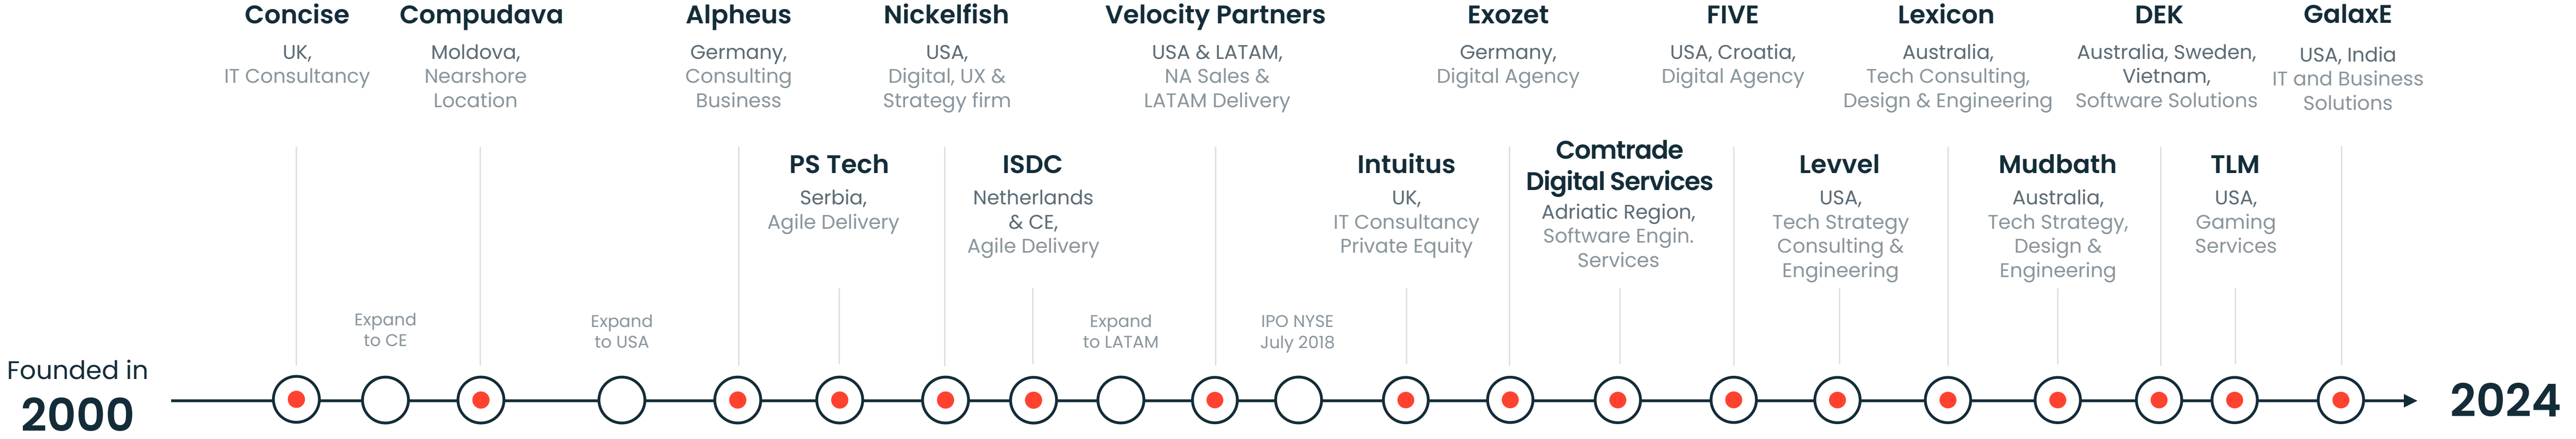 Concise
UK,
IT Consultancy
Compudava
Moldova,
Nearshore
Location
Alpheus
Germany,
Consulting
Business
Nickelfish
USA,
Digital, UX &
Strategy firm
Velocity Partners
USA & LATAM,
NA Sales &
LATAM Delivery
Exozet
Germany,
Digital Agency
FIVE
USA, Croatia,
Digital Agency
Lexicon
Australia,
Tech Consulting,
Design & Engineering
DEK
Australia, Sweden,
Vietnam,
Software Solutions
GalaxE
USA, India
IT and Business
Solutions
PS Tech
Serbia,
Agile Delivery
ISDC
Netherlands
& CE,
Agile Delivery
Intuitus
UK,
IT Consultancy
Private Equity
Comtrade
Digital Services
Adriatic Region,
Software Engin.
Services
Levvel
USA,
Tech Strategy
Consulting &
Engineering
Mudbath
Australia,
Tech Strategy,
Design &
Engineering
TLM
USA,
Gaming
Services
Expand
to CE
Expand
to USA
Expand
to LATAM
IPO NYSE
July 2018
Founded in
2000
2024